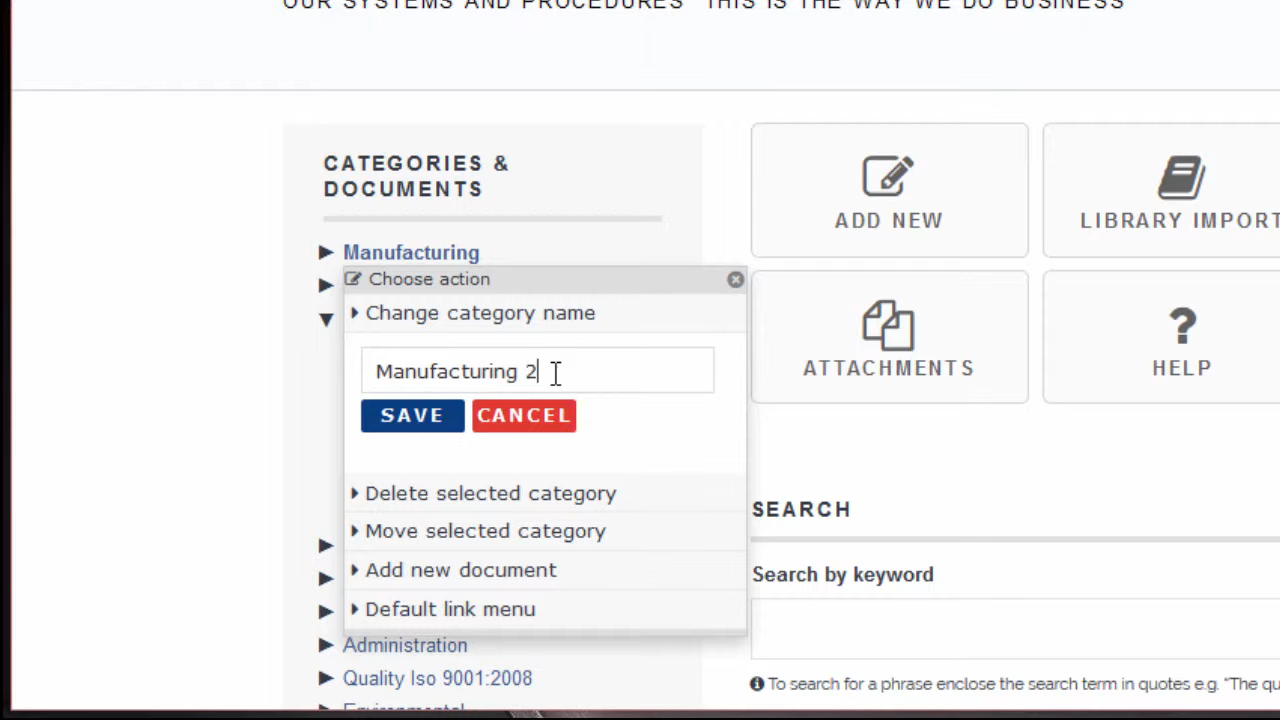 OUR SYSTEMS AND PROCEDURES "THIS IS THE WAY WE DO BUSINESS"
CATEGORIES &
DOCUMENTS
Manufacturing
Choose action
Change category name
Manufacturing 2
SAVE CANCEL
Delete selected category
Move selected category
Add new document
Default link menu
Administration
Quality Iso 9001:2008
Environmental
ADD NEW
LIBRARY IMPORT
ATTACHMENTS
HELP
SEARCH
Search by keyword
To search for a phrase enclose the search term in quotes e.g. "The qu